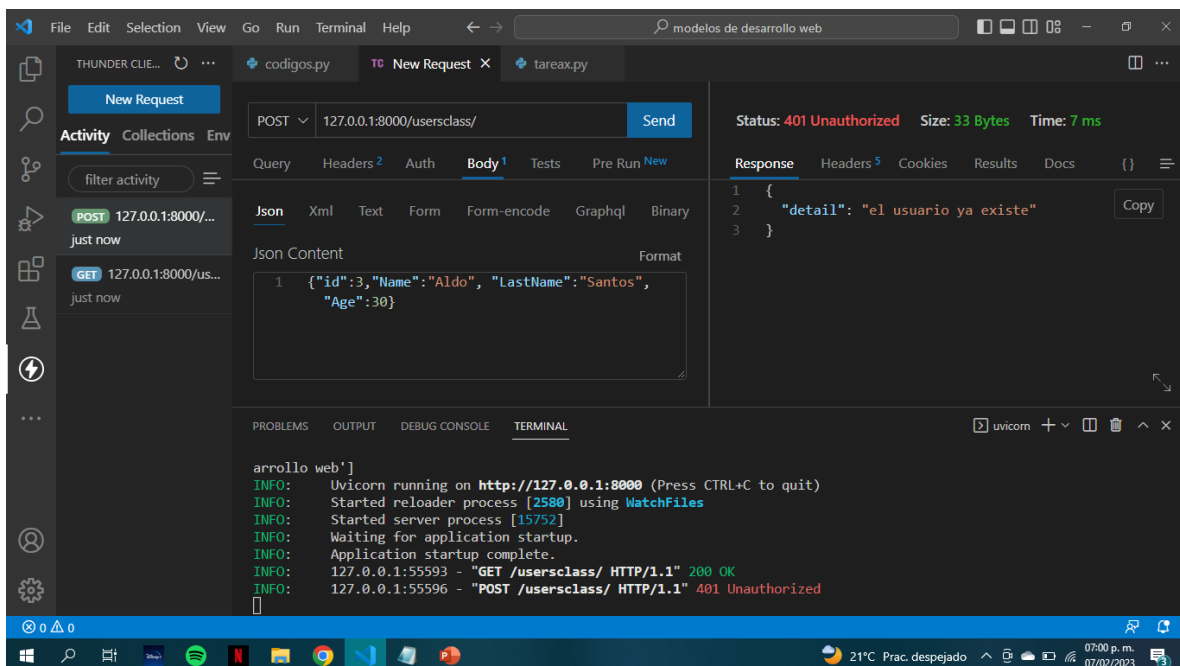 File Edit Selection View Go Run Terminal Help
modelos de desarrollo web
THUNDER CLIE...
codigos.py
TC New Request
tareax.py
New Request
Activity Collections Env
filter activity
POST 127.0.0.1:8000/...
just now
GET 127.0.0.1:8000/us...
just now
POST 127.0.0.1:8000/usersclass/ Send
Query Headers 2 Auth Body 1 Tests Pre Run New
Json Xml Text Form Form-encode Graphql Binary
Json Content Format
1 {"id":3,"Name":"Aldo", "LastName":"Santos",
"Age":30}
Status: 401 Unauthorized Size: 33 Bytes Time: 7 ms
Response Headers 5 Cookies Results Docs {}
1 {
2 "detail": "el usuario ya existe"
3 }
Copy
PROBLEMS OUTPUT DEBUG CONSOLE TERMINAL
uvicorn
arrollo web']
INFO: Uvicorn running on http://127.0.0.1:8000 (Press CTRL+C to quit)
INFO: Started reloader process [2580] using WatchFiles
INFO: Started server process [15752]
INFO: Waiting for application startup.
INFO: Application startup complete.
INFO: 127.0.0.1:55593 - "GET /usersclass/ HTTP/1.1" 200 OK
INFO: 127.0.0.1:55596 - "POST /usersclass/ HTTP/1.1" 401 Unauthorized
0 0
21°C Prac. despejado
07:00 p. m.
07/02/2023
3